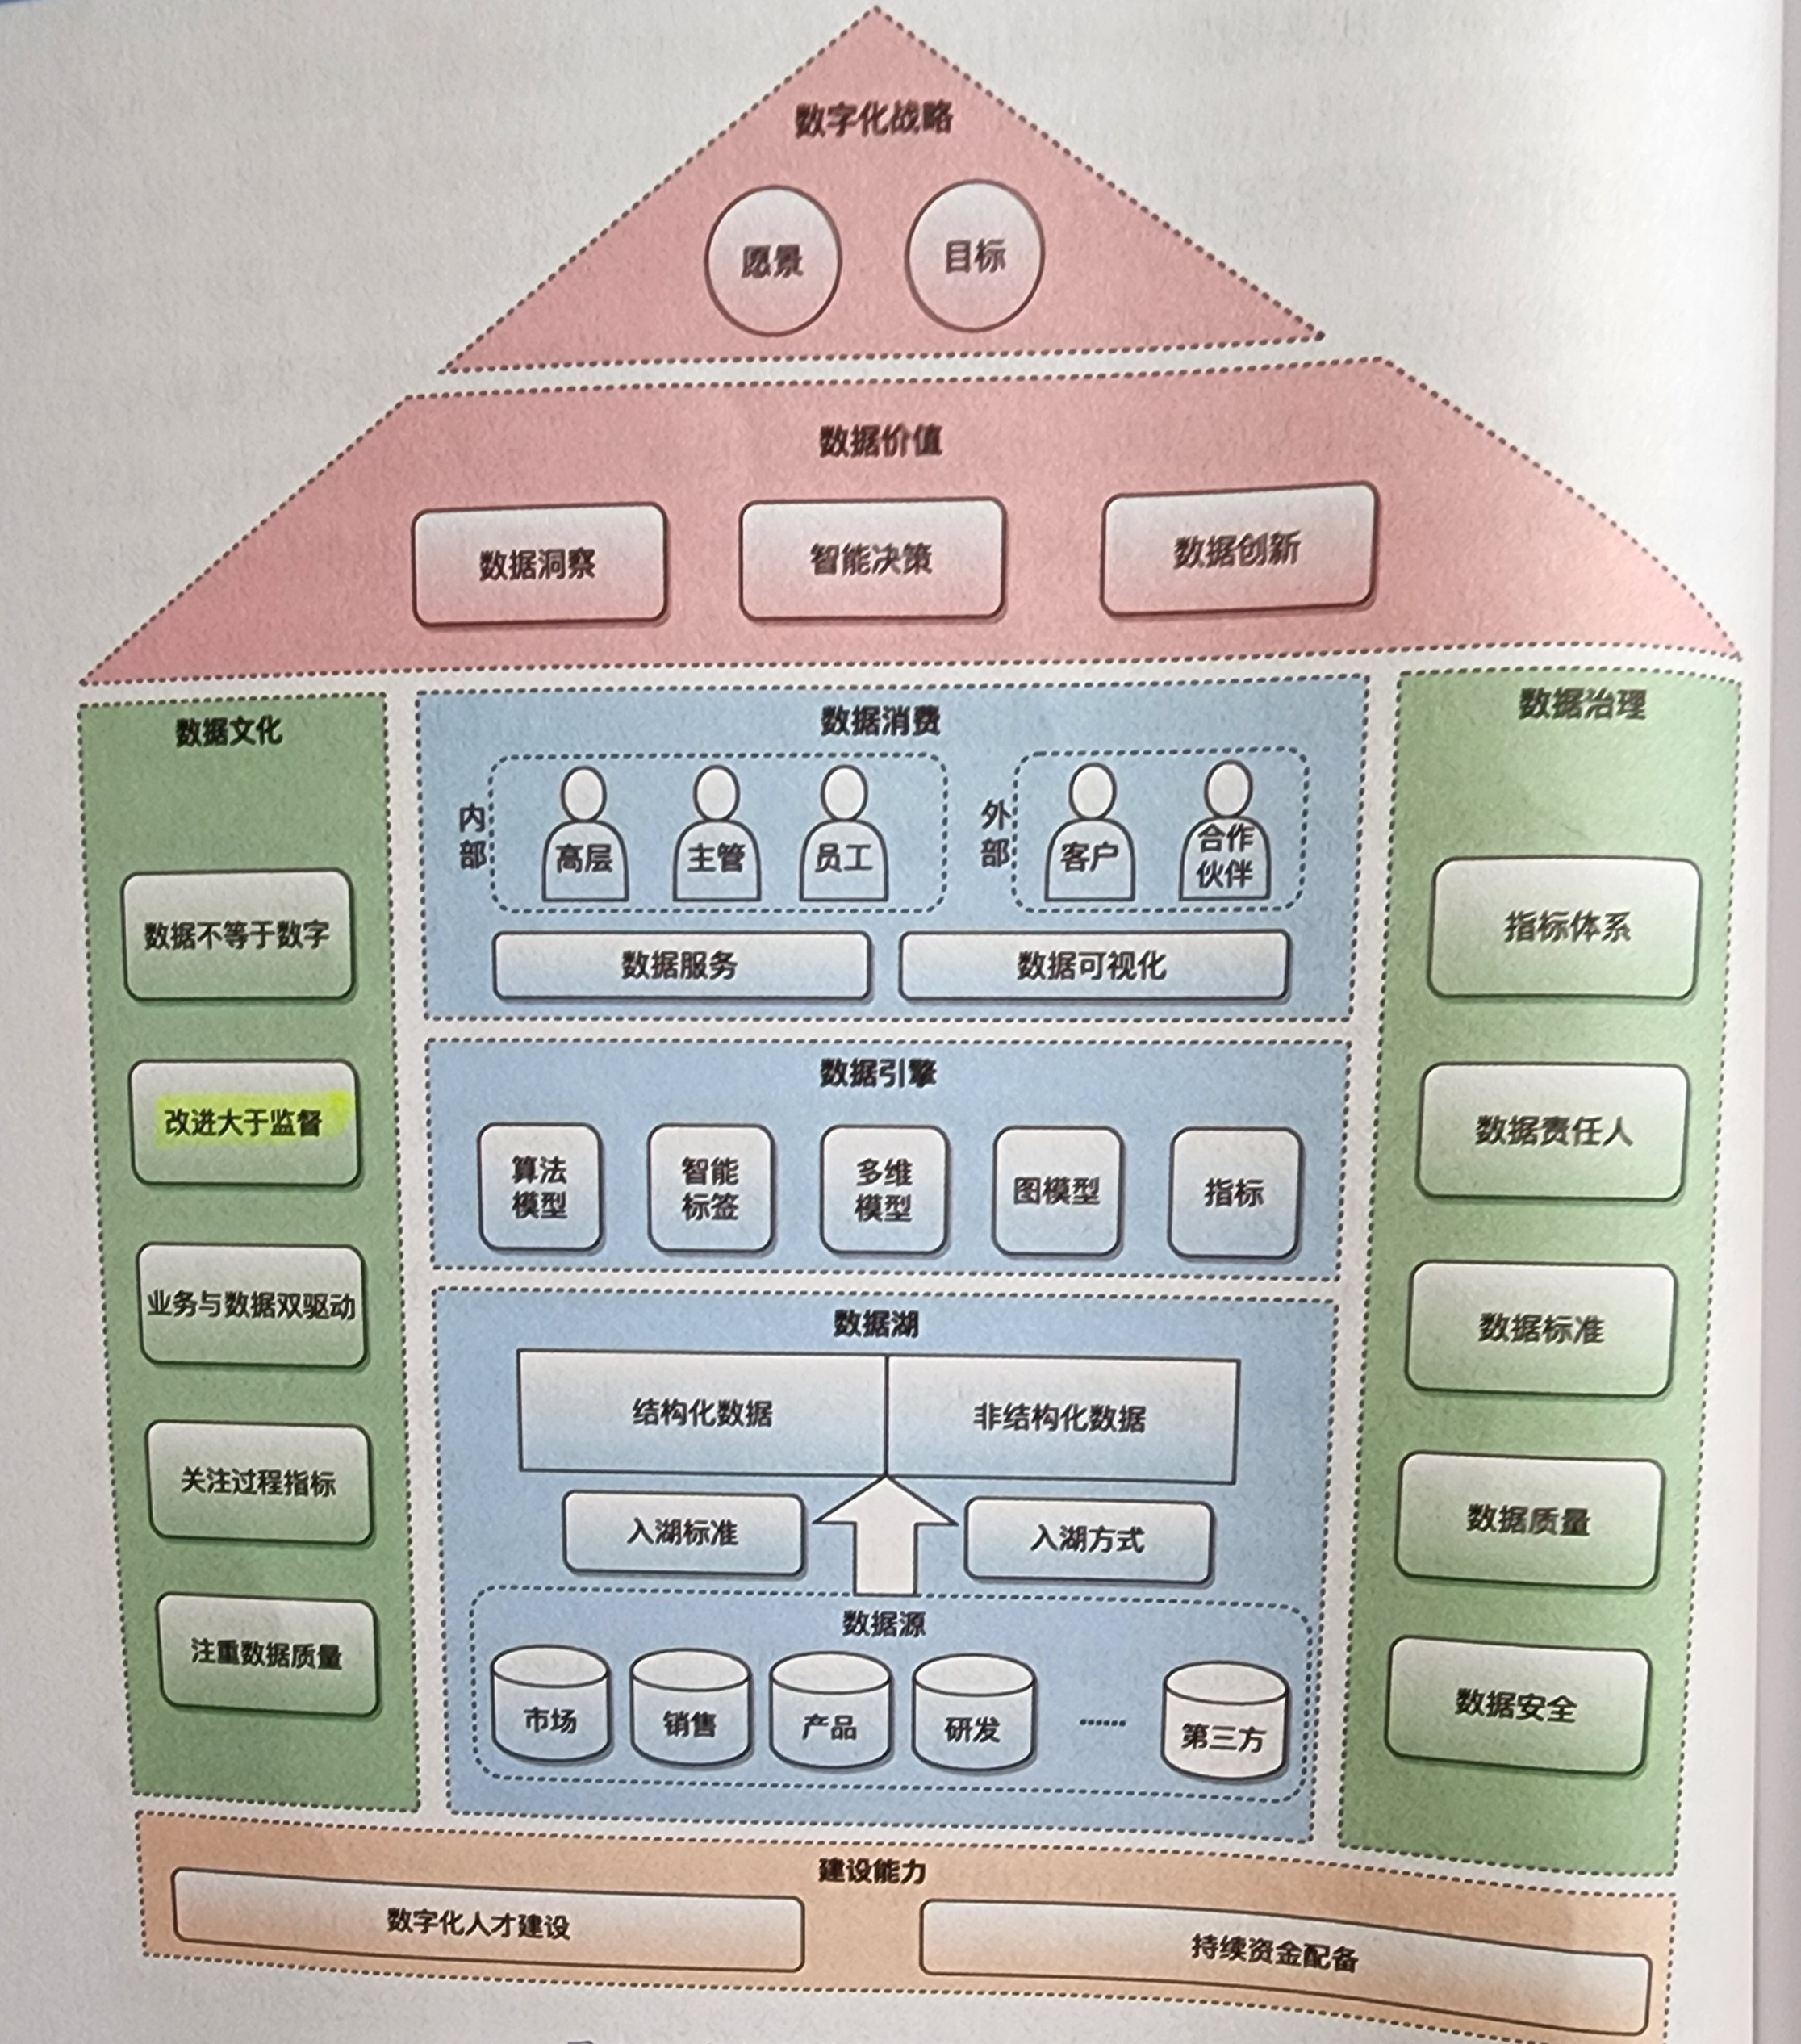 数字化战略
愿景
目标
数据价值
数据洞察
智能决策
数据创新
数据文化
数据不等于数字
改进大于监督
业务与数据双驱动
关注过程指标
注重数据质量
数据消费
内部
高层
主管
员工
外部
客户
合作
伙伴
数据服务
数据可视化
数据引擎
算法
模型
智能
标签
多维
模型
图模型
指标
数据湖
结构化数据
非结构化数据
入湖标准
入湖方式
数据源
市场
销售
产品
研发
……
第三方
数据治理
指标体系
数据责任人
数据标准
数据质量
数据安全
建设能力
数字化人才建设
持续资金配备